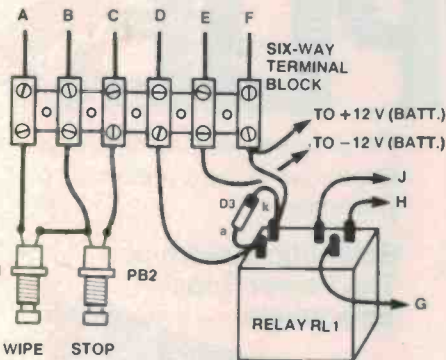 A B C D E F
SIX-WAY
TERMINAL
BLOCK
TO +12 V (BATT.)
TO −12 V (BATT.)
J
D3
k
H
a
PB2
G
RELAY RL1
WIPE STOP